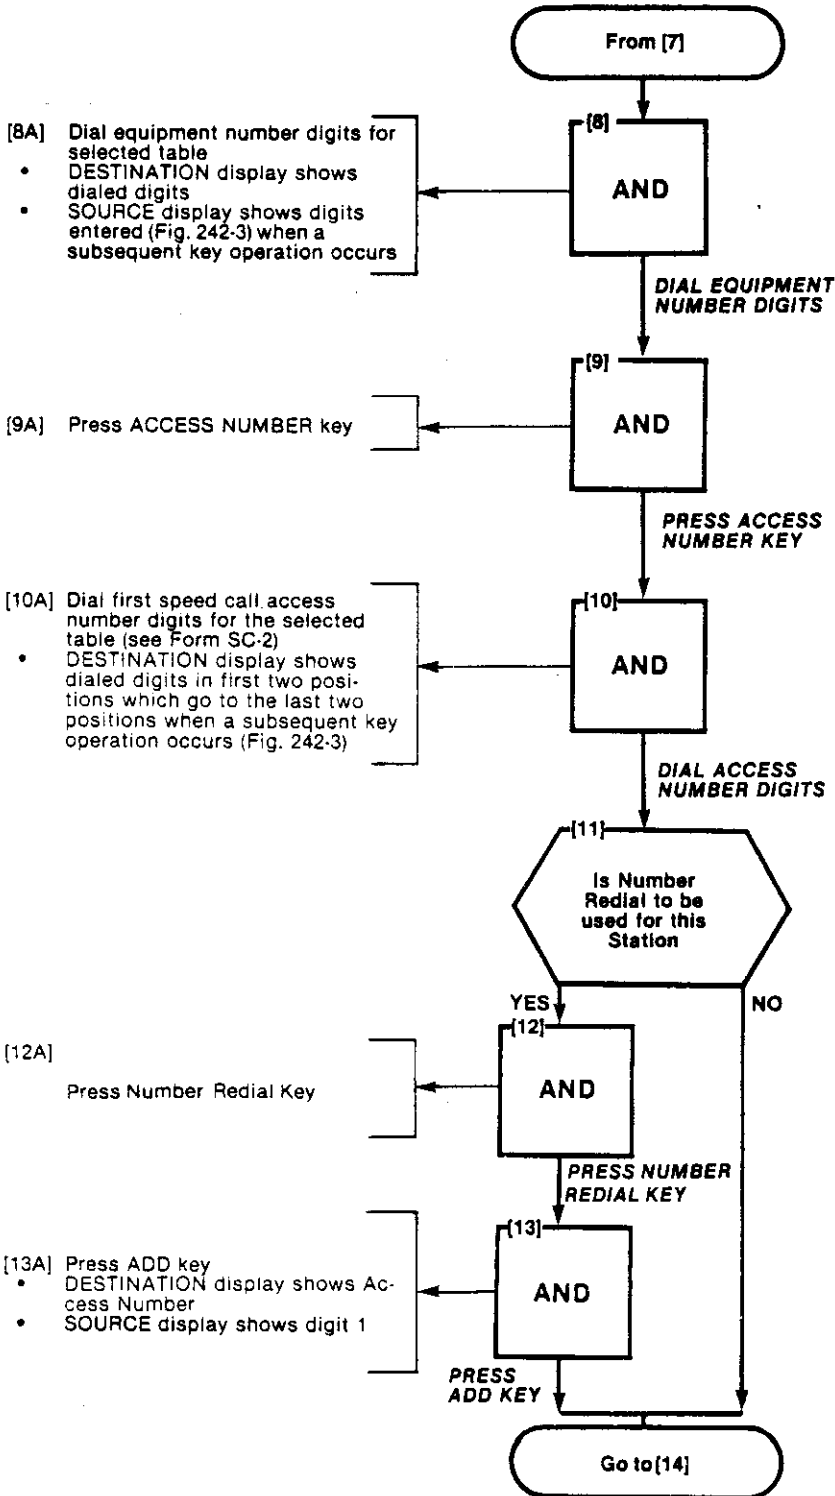 From [7]
[8A] Dial equipment number digits for
selected table
• DESTINATION display shows
dialed digits
• SOURCE display shows digits
entered (Fig. 242-3) when a
subsequent key operation occurs
[8]
AND
DIAL EQUIPMENT
NUMBER DIGITS
[9A] Press ACCESS NUMBER key
[9]
AND
PRESS ACCESS
NUMBER KEY
[10A] Dial first speed call access
number digits for the selected
table (see Form SC-2)
• DESTINATION display shows
dialed digits in first two posi-
tions which go to the last two
positions when a subsequent key
operation occurs (Fig. 242-3)
[10]
AND
DIAL ACCESS
NUMBER DIGITS
[11]
Is Number
Redial to be
used for this
Station
YES
NO
[12A]
Press Number Redial Key
[12]
AND
PRESS NUMBER
REDIAL KEY
[13A] Press ADD key
• DESTINATION display shows Ac-
cess Number
• SOURCE display shows digit 1
[13]
AND
PRESS
ADD KEY
Go to [14]